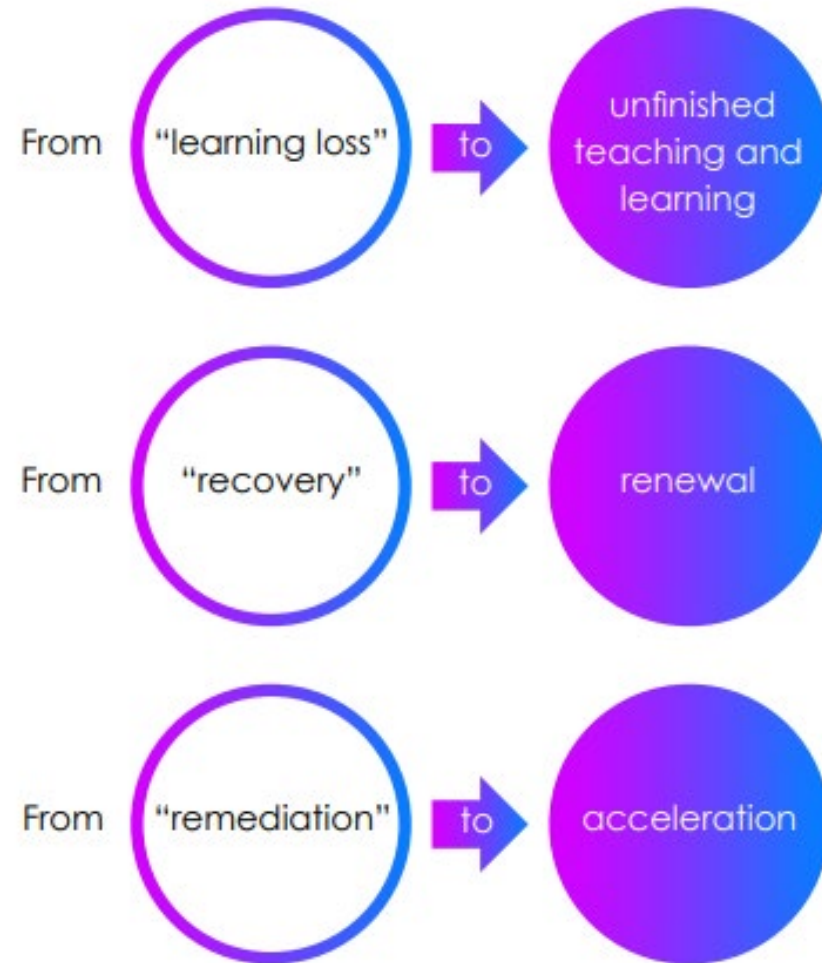 From “learning loss” to unfinished
teaching and
learning
From “recovery” to renewal
From “remediation” to acceleration